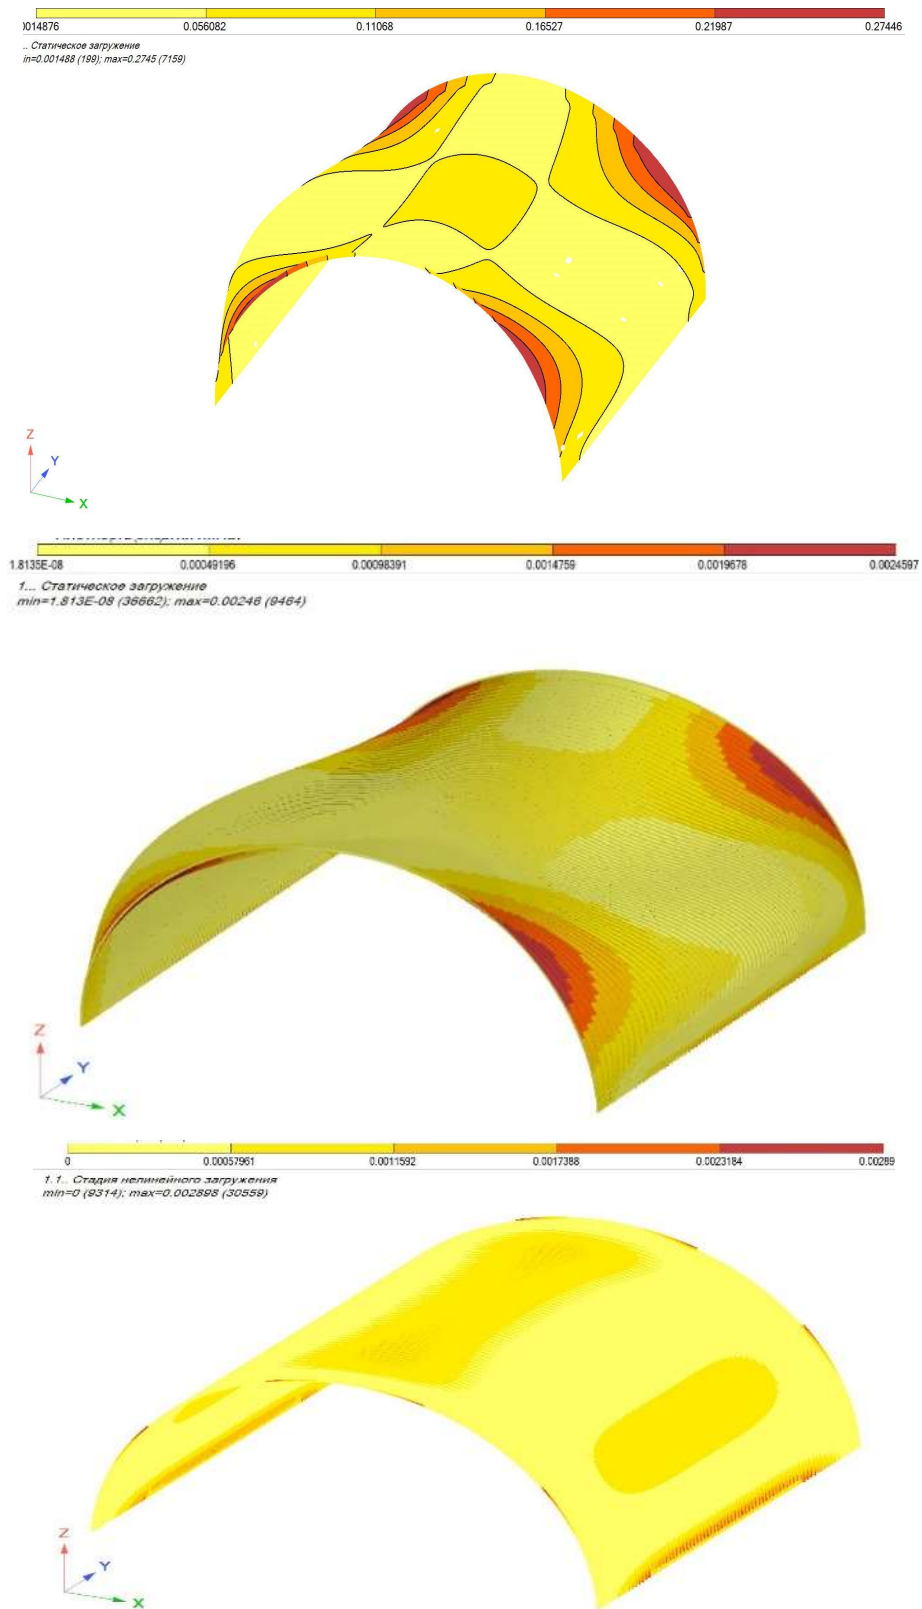 0014876 0.056082 0.11068 0.16527 0.21987 0.27446
.. Статическое загружение
in=0.001488 (199); max=0.2745 (7159)
Z
Y
X
1.8135E-08 0.00049196 0.00098391 0.0014759 0.0019678 0.0024597
1... Статическое загружение
min=1.813E-08 (36662); max=0.00246 (9464)
Z
Y
X
0 0.00057961 0.0011592 0.0017388 0.0023184 0.00289
1.1.. Стадия нелинейного загружения
min=0 (9314); max=0.002898 (30559)
Z
Y
X